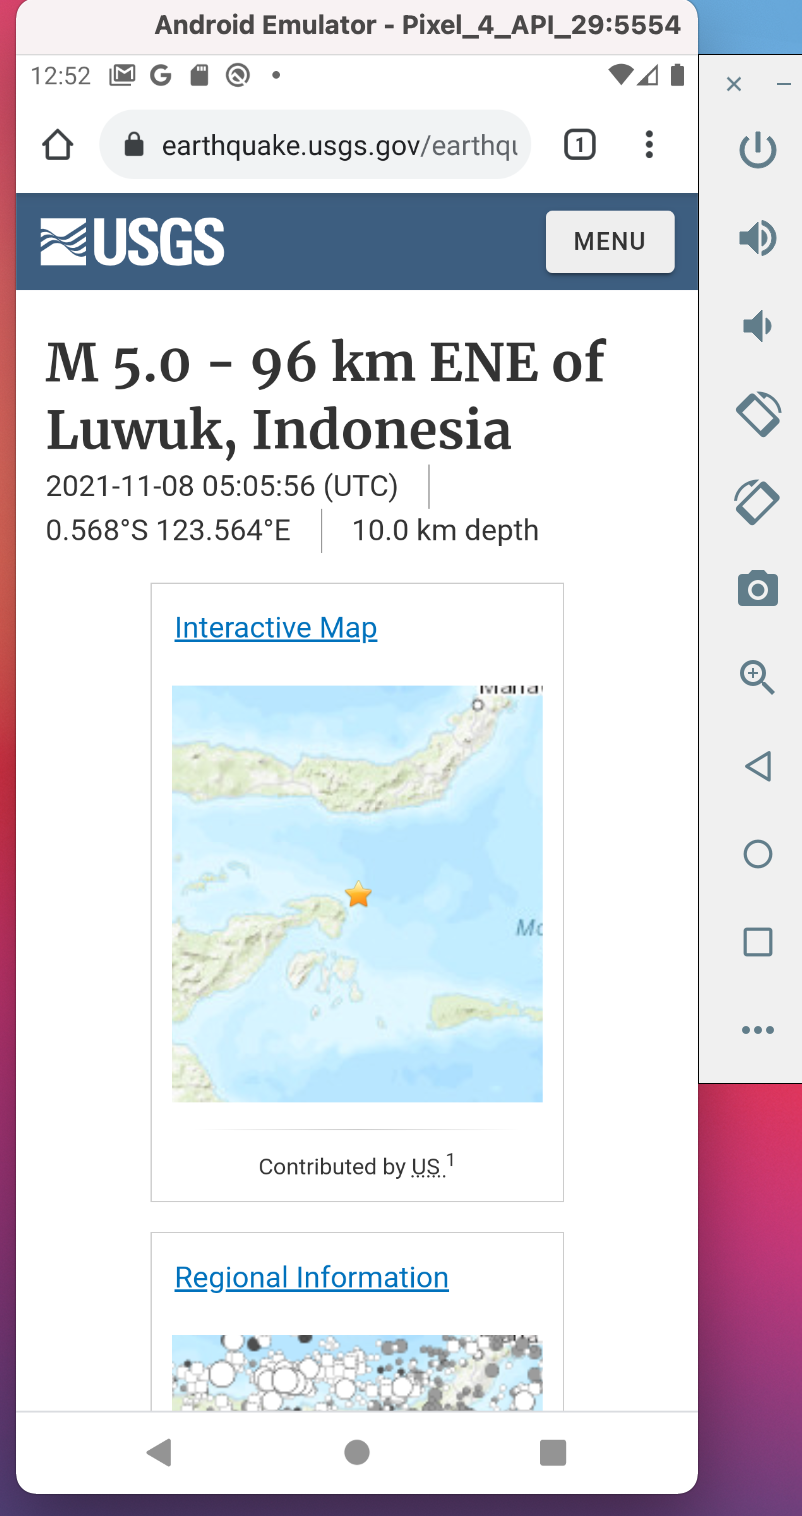 Android Emulator - Pixel_4_API_29:5554
12:52
earthquake.usgs.gov/earthqu
1
USGS
MENU
M 5.0 - 96 km ENE of
Luwuk, Indonesia
2021-11-08 05:05:56 (UTC)
0.568°S 123.564°E
10.0 km depth
Interactive Map
Contributed by US 1
Regional Information